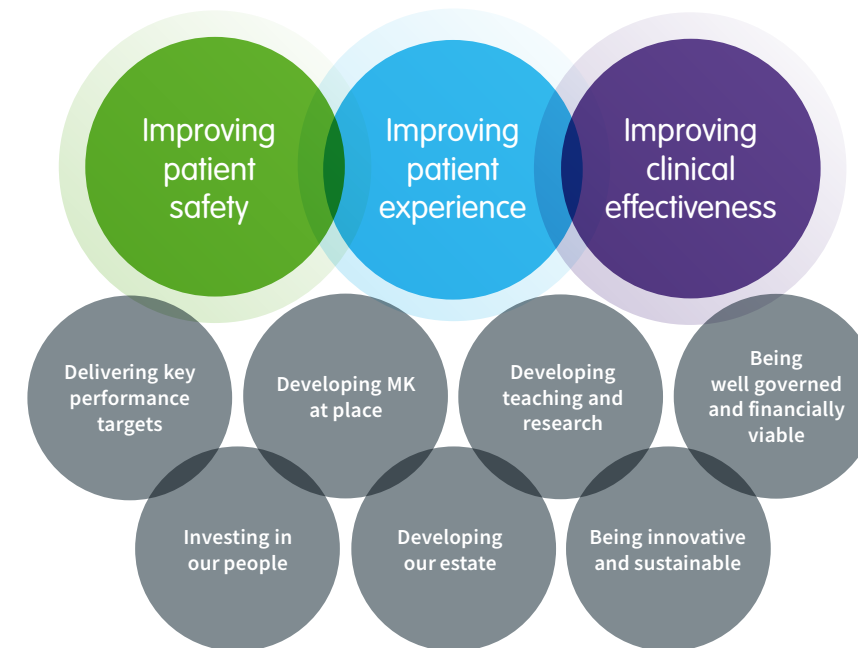 Improving
patient
safety
Improving
patient
experience
Improving
clinical
effectiveness
Delivering key
performance
targets
Developing MK
at place
Developing
teaching and
research
Being
well governed
and financially
viable
Investing in
our people
Developing
our estate
Being innovative
and sustainable